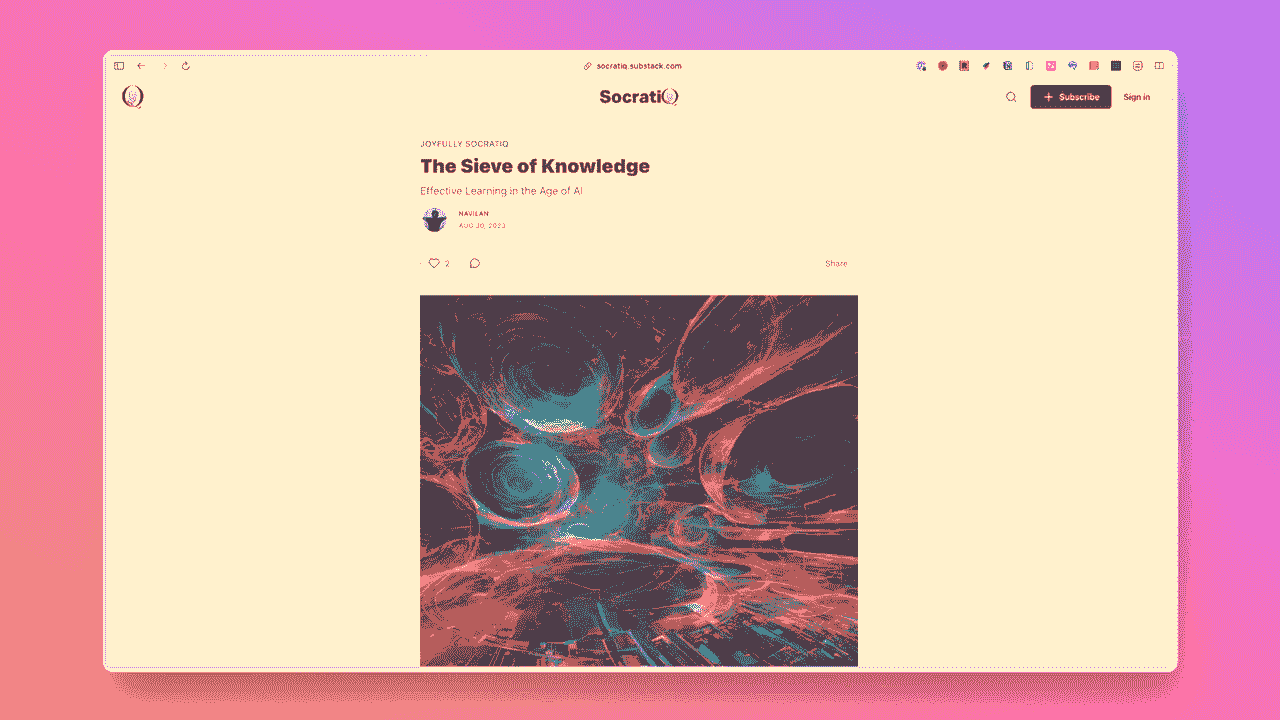 socratiq.substack.com
SocratiQ
Subscribe
Sign in
JOYFULLY SOCRATIQ
The Sieve of Knowledge
Effective Learning in the Age of AI
NAVILAN
AUG 30, 2023
2
Share